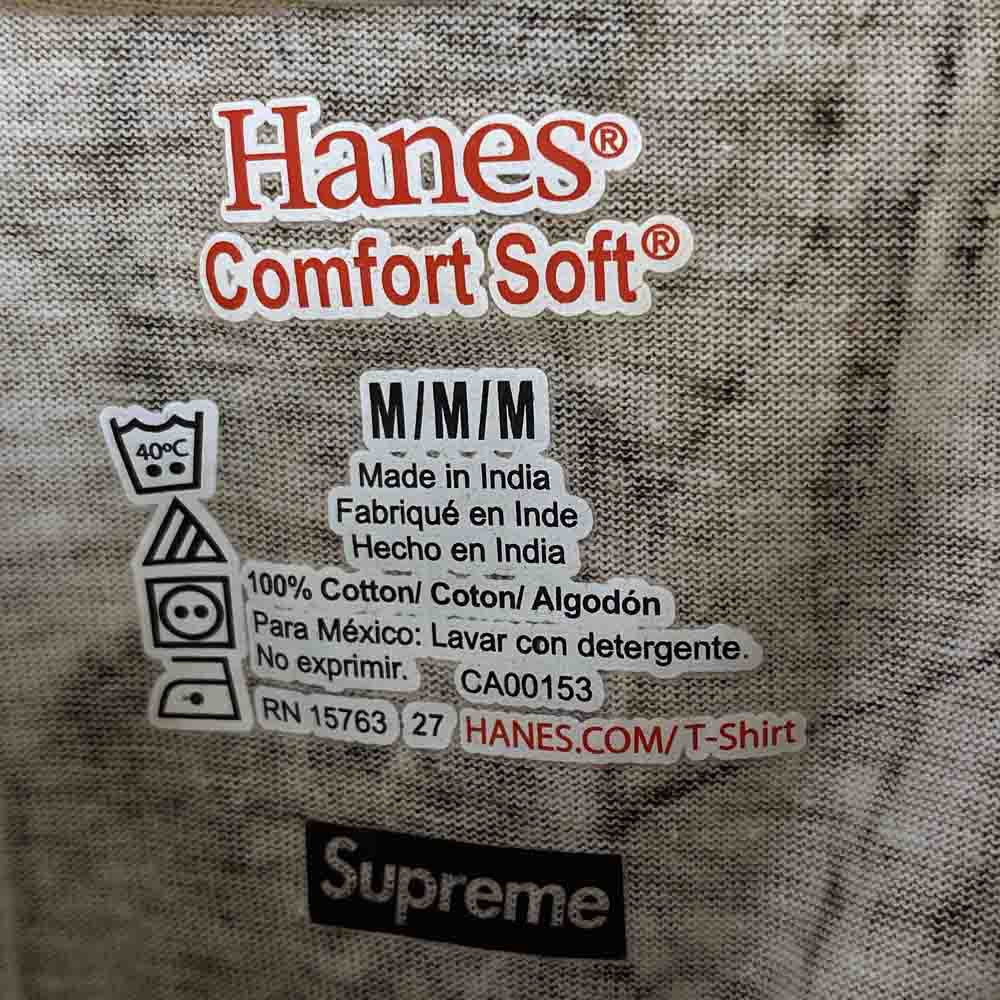 Hanes®
Comfort Soft®
M/M/M
40ºC
Made in India
Fabriqué en Inde
Hecho en India
100% Cotton/ Coton/ Algodón
Para México: Lavar con detergente.
No exprimir. CA00153
RN 15763 27 HANES.COM/T-Shirt
Supreme